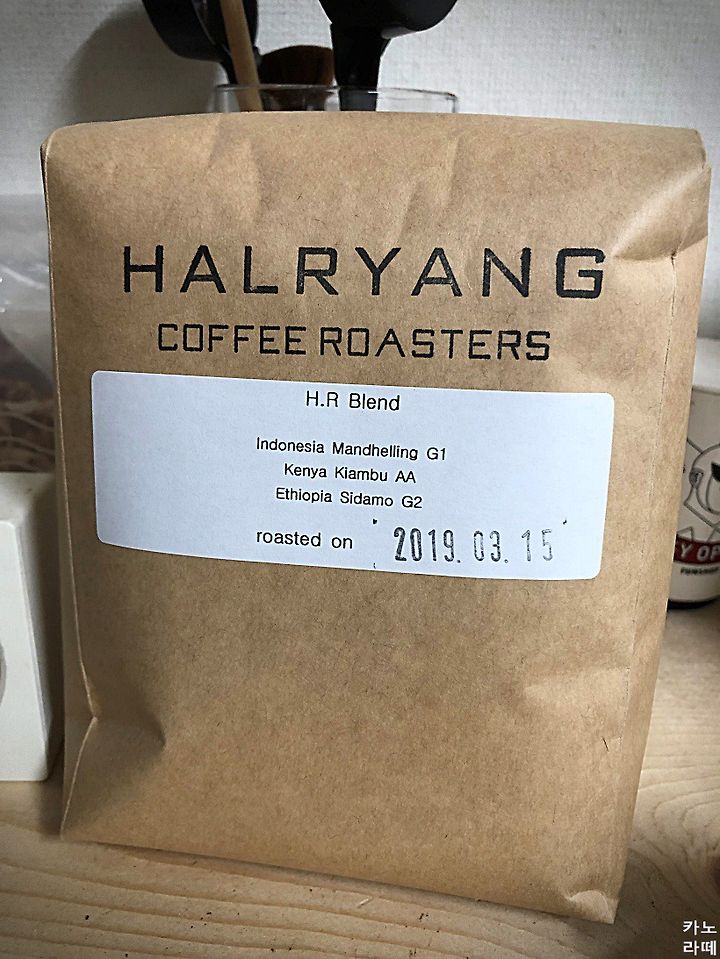 HALRYANG
COFFEE ROASTERS
H.R Blend
Indonesia Mandhelling G1
Kenya Kiambu AA
Ethiopia Sidamo G2
roasted on 2019. 03. 15
카노
라떼